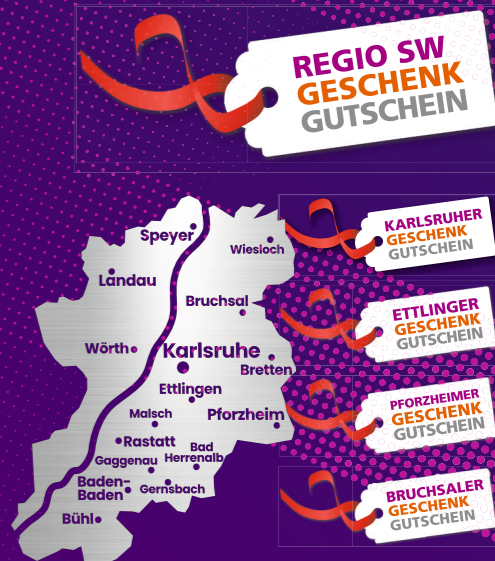 REGIO SW
GESCHENK
GUTSCHEIN
Speyer
Wiesloch
Landau
Bruchsal
Wörth
Karlsruhe
Bretten
Ettlingen
Malsch
Pforzheim
Rastatt
Gaggenau
Bad
Herrenalb
Baden-
Baden
Gernsbach
Bühl
KARLSRUHER
GESCHENK
GUTSCHEIN
ETTLINGER
GESCHENK
GUTSCHEIN
PFORZHEIMER
GESCHENK
GUTSCHEIN
BRUCHSALER
GESCHENK
GUTSCHEIN